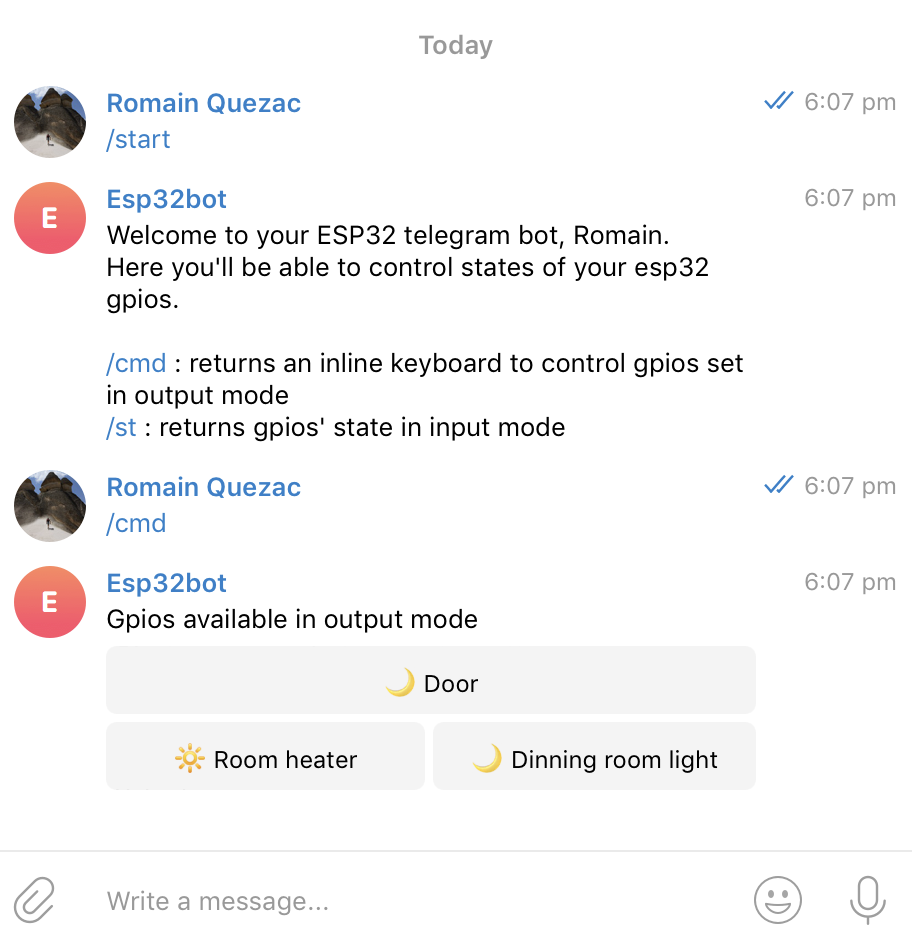 Today
Romain Quezac
6:07 pm
/start
E
Esp32bot
6:07 pm
Welcome to your ESP32 telegram bot, Romain.
Here you'll be able to control states of your esp32
gpios.
/cmd : returns an inline keyboard to control gpios set
in output mode
/st : returns gpios' state in input mode
Romain Quezac
6:07 pm
/cmd
E
Esp32bot
6:07 pm
Gpios available in output mode
🌙 Door
🔆 Room heater
🌙 Dinning room light
Write a message...